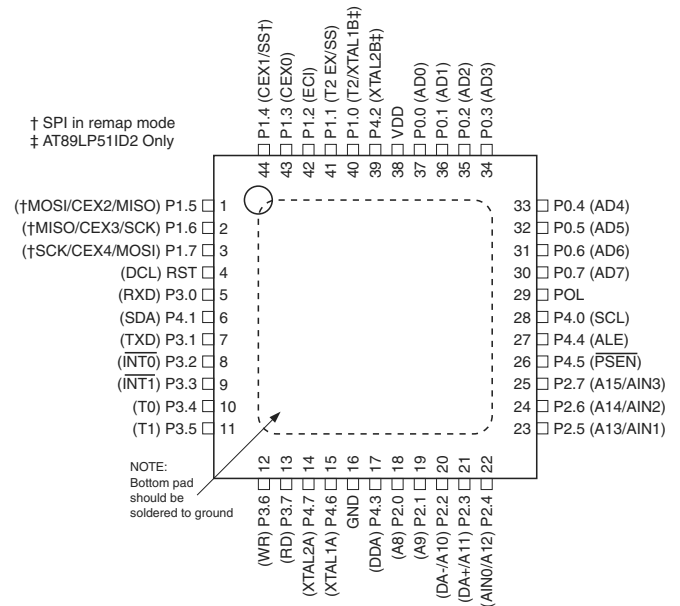 † SPI in remap mode
‡ AT89LP51ID2 Only
44 P1.4 (CEX1/SS†)
43 P1.3 (CEX0)
42 P1.2 (ECI)
41 P1.1 (T2 EX/SS)
40 P1.0 (T2/XTAL1B‡)
39 P4.2 (XTAL2B‡)
38 VDD
37 P0.0 (AD0)
36 P0.1 (AD1)
35 P0.2 (AD2)
34 P0.3 (AD3)
(†MOSI/CEX2/MISO) P1.5 1
(†MISO/CEX3/SCK) P1.6 2
(†SCK/CEX4/MOSI) P1.7 3
(DCL) RST 4
(RXD) P3.0 5
(SDA) P4.1 6
(TXD) P3.1 7
(INT0) P3.2 8
(INT1) P3.3 9
(T0) P3.4 10
(T1) P3.5 11
33 P0.4 (AD4)
32 P0.5 (AD5)
31 P0.6 (AD6)
30 P0.7 (AD7)
29 POL
28 P4.0 (SCL)
27 P4.4 (ALE)
26 P4.5 (PSEN)
25 P2.7 (A15/AIN3)
24 P2.6 (A14/AIN2)
23 P2.5 (A13/AIN1)
NOTE:
Bottom pad
should be
soldered to ground
(WR) P3.6 12
(RD) P3.7 13
(XTAL2A) P4.7 14
(XTAL1A) P4.6 15
GND 16
(DDA) P4.3 17
(A8) P2.0 18
(A9) P2.1 19
(DA-/A10) P2.2 20
(DA+/A11) P2.3 21
(AIN0/A12) P2.4 22